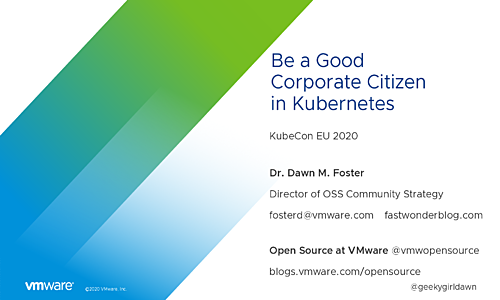 Be a Good
Corporate Citizen
in Kubernetes
KubeCon EU 2020
Dr. Dawn M. Foster
Director of OSS Community Strategy
fosterd@vmware.com fastwonderblog.com
Open Source at VMware @vmwopensource
blogs.vmware.com/opensource
@geekygirldawn
vmware®
©2020 VMware, Inc.